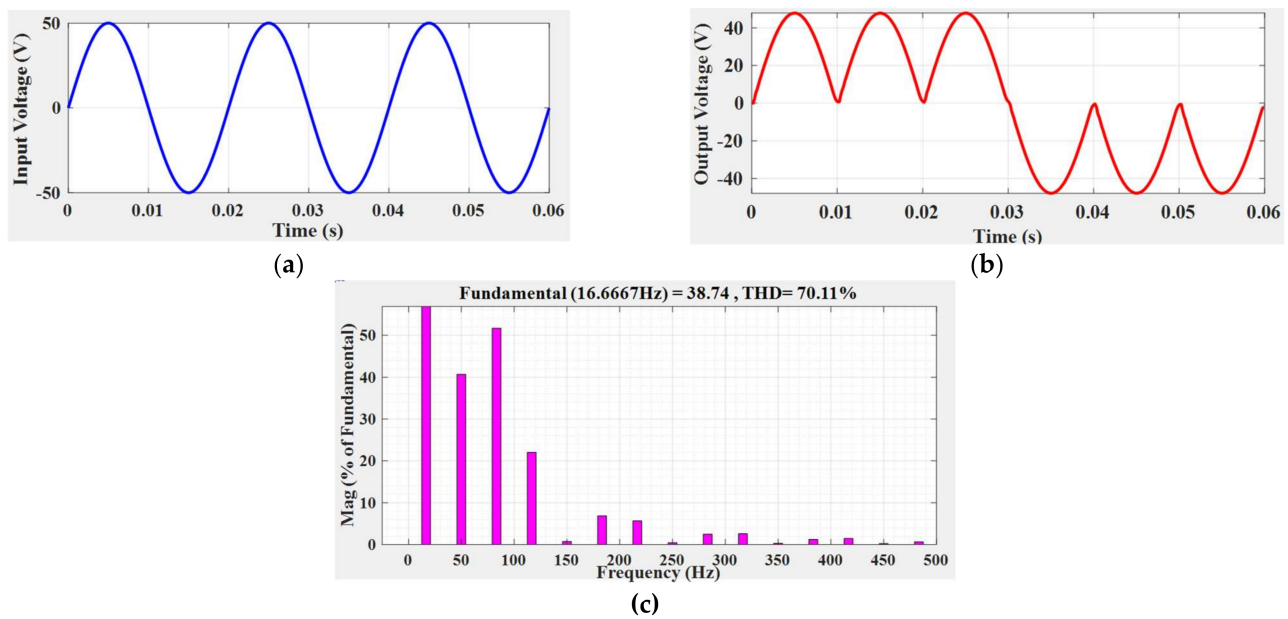 Input Voltage (V)
50
0
-50
0 0.01 0.02 0.03 0.04 0.05 0.06
Time (s)
(a)
Output Voltage (V)
40
20
0
-20
-40
0 0.01 0.02 0.03 0.04 0.05 0.06
Time (s)
(b)
Fundamental (16.6667Hz) = 38.74 , THD= 70.11%
Mag (% of Fundamental)
50
40
30
20
10
0
0 50 100 150 200 250 300 350 400 450 500
Frequency (Hz)
(c)